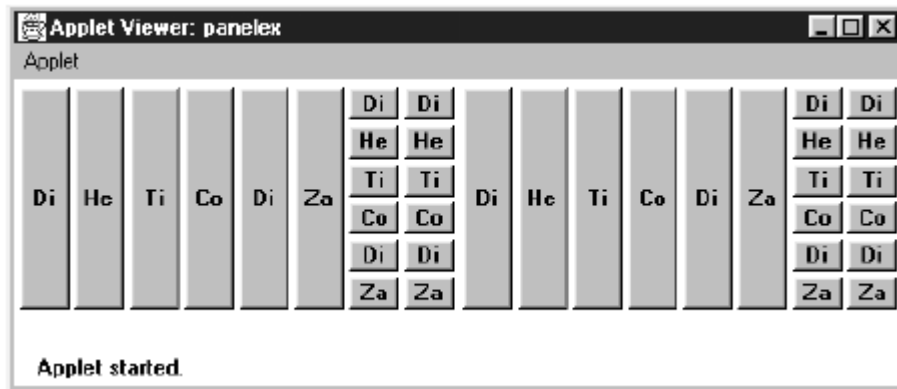 Applet Viewer: panelex
Applet
Di He Ti Co Di Za Di Di Di He Ti Co Di Za Di Di
He He He He
Ti Ti Ti Ti
Co Co Co Co
Di Di Di Di
Za Za Za Za
Applet started.